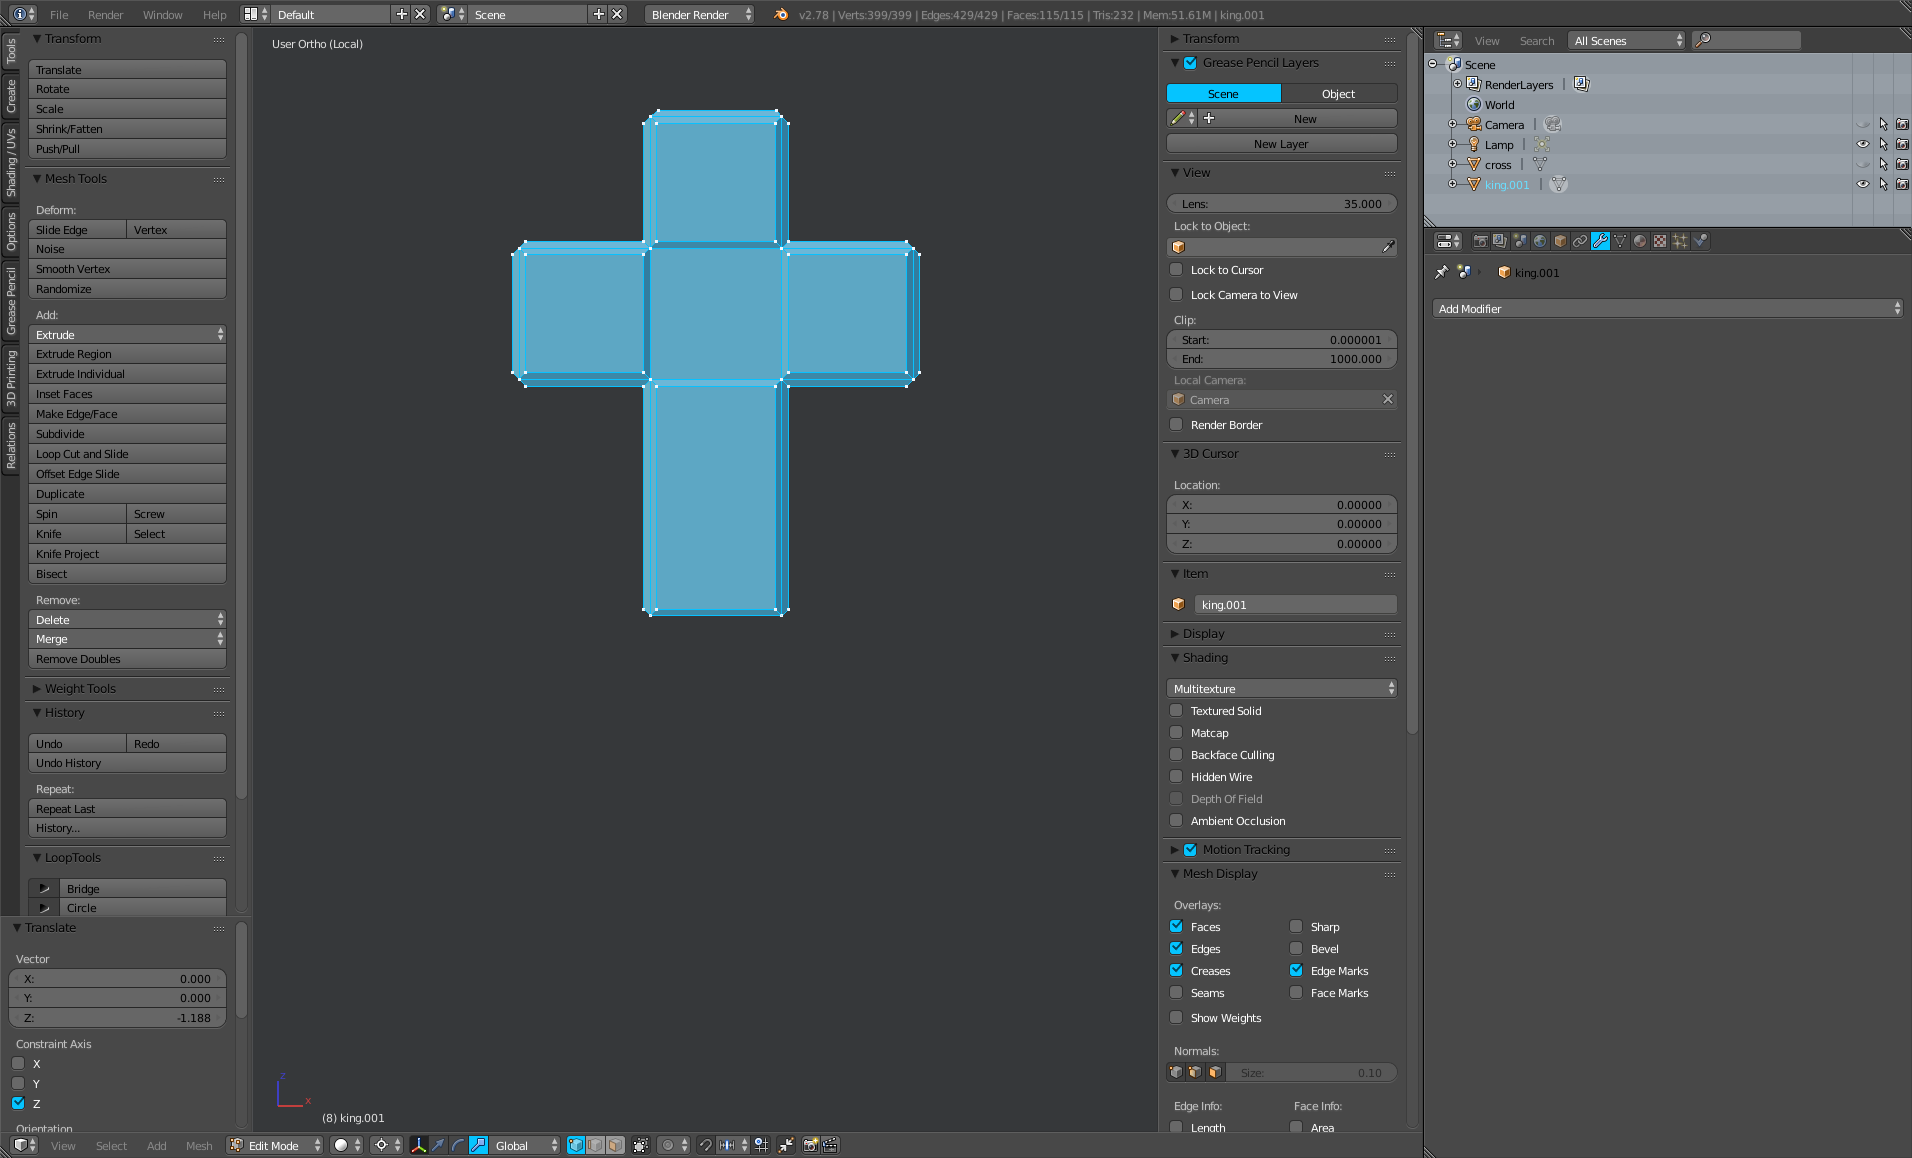 File Render Window Help Default Scene Blender Render v2.78 | Verts:399/399 | Edges:429/429 | Faces:115/115 | Tris:232 | Mem:51.61M | king.001
Tools
Create
Shading / UVs
Options
Grease Pencil
3D Printing
Relations
Transform
Translate
Rotate
Scale
Shrink/Fatten
Push/Pull
Mesh Tools
Deform:
Slide Edge Vertex
Noise
Smooth Vertex
Randomize
Add:
Extrude
Extrude Region
Extrude Individual
Inset Faces
Make Edge/Face
Subdivide
Loop Cut and Slide
Offset Edge Slide
Duplicate
Spin Screw
Knife Select
Knife Project
Bisect
Remove:
Delete
Merge
Remove Doubles
Weight Tools
History
Undo Redo
Undo History
Repeat:
Repeat Last
History...
LoopTools
Bridge
Circle
Translate
Vector
X: 0.000
Y: 0.000
Z: -1.188
Constraint Axis
X
Y
Z
Orientation
User Ortho (Local)
z
x
(8) king.001
View Select Add Mesh Edit Mode Global
Transform
Grease Pencil Layers
Scene Object
New
New Layer
View
Lens: 35.000
Lock to Object:
Lock to Cursor
Lock Camera to View
Clip:
Start: 0.000001
End: 1000.000
Local Camera:
Camera
Render Border
3D Cursor
Location:
X: 0.00000
Y: 0.00000
Z: 0.00000
Item
king.001
Display
Shading
Multitexture
Textured Solid
Matcap
Backface Culling
Hidden Wire
Depth Of Field
Ambient Occlusion
Motion Tracking
Mesh Display
Overlays:
Faces Sharp
Edges Bevel
Creases Edge Marks
Seams Face Marks
Show Weights
Normals:
Size: 0.10
Edge Info: Face Info:
Length Area
View Search All Scenes
Scene
RenderLayers |
World
Camera |
Lamp |
cross |
king.001 |
king.001
Add Modifier